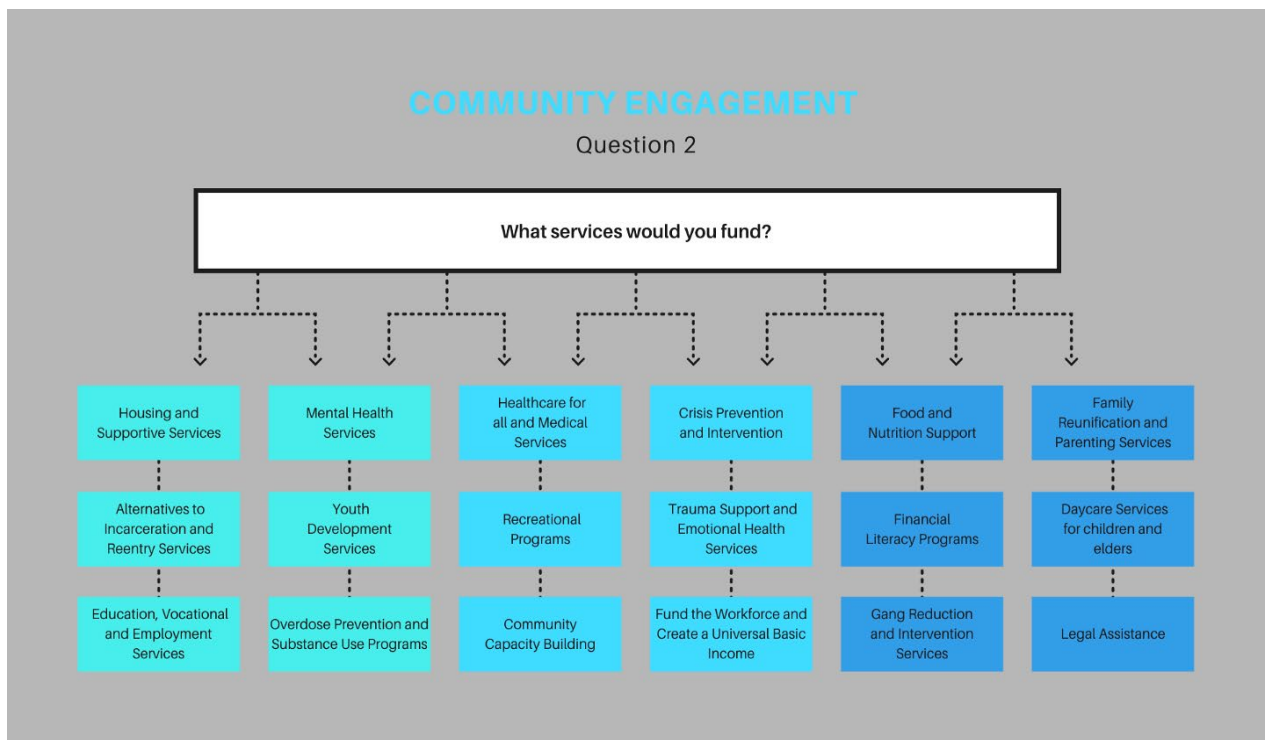 COMMUNITY ENGAGEMENT
Question 2
What services would you fund?
Housing and
Supportive Services
Mental Health
Services
Healthcare for
all and Medical
Services
Crisis Prevention
and Intervention
Food and
Nutrition Support
Family
Reunification and
Parenting Services
Alternatives to
Incarceration and
Reentry Services
Youth
Development
Services
Recreational
Programs
Trauma Support and
Emotional Health
Services
Financial
Literacy Programs
Daycare Services
for children and
elders
Education, Vocational
and Employment
Services
Overdose Prevention and
Substance Use Programs
Community
Capacity Building
Fund the Workforce and
Create a Universal Basic
Income
Gang Reduction
and Intervention
Services
Legal Assistance